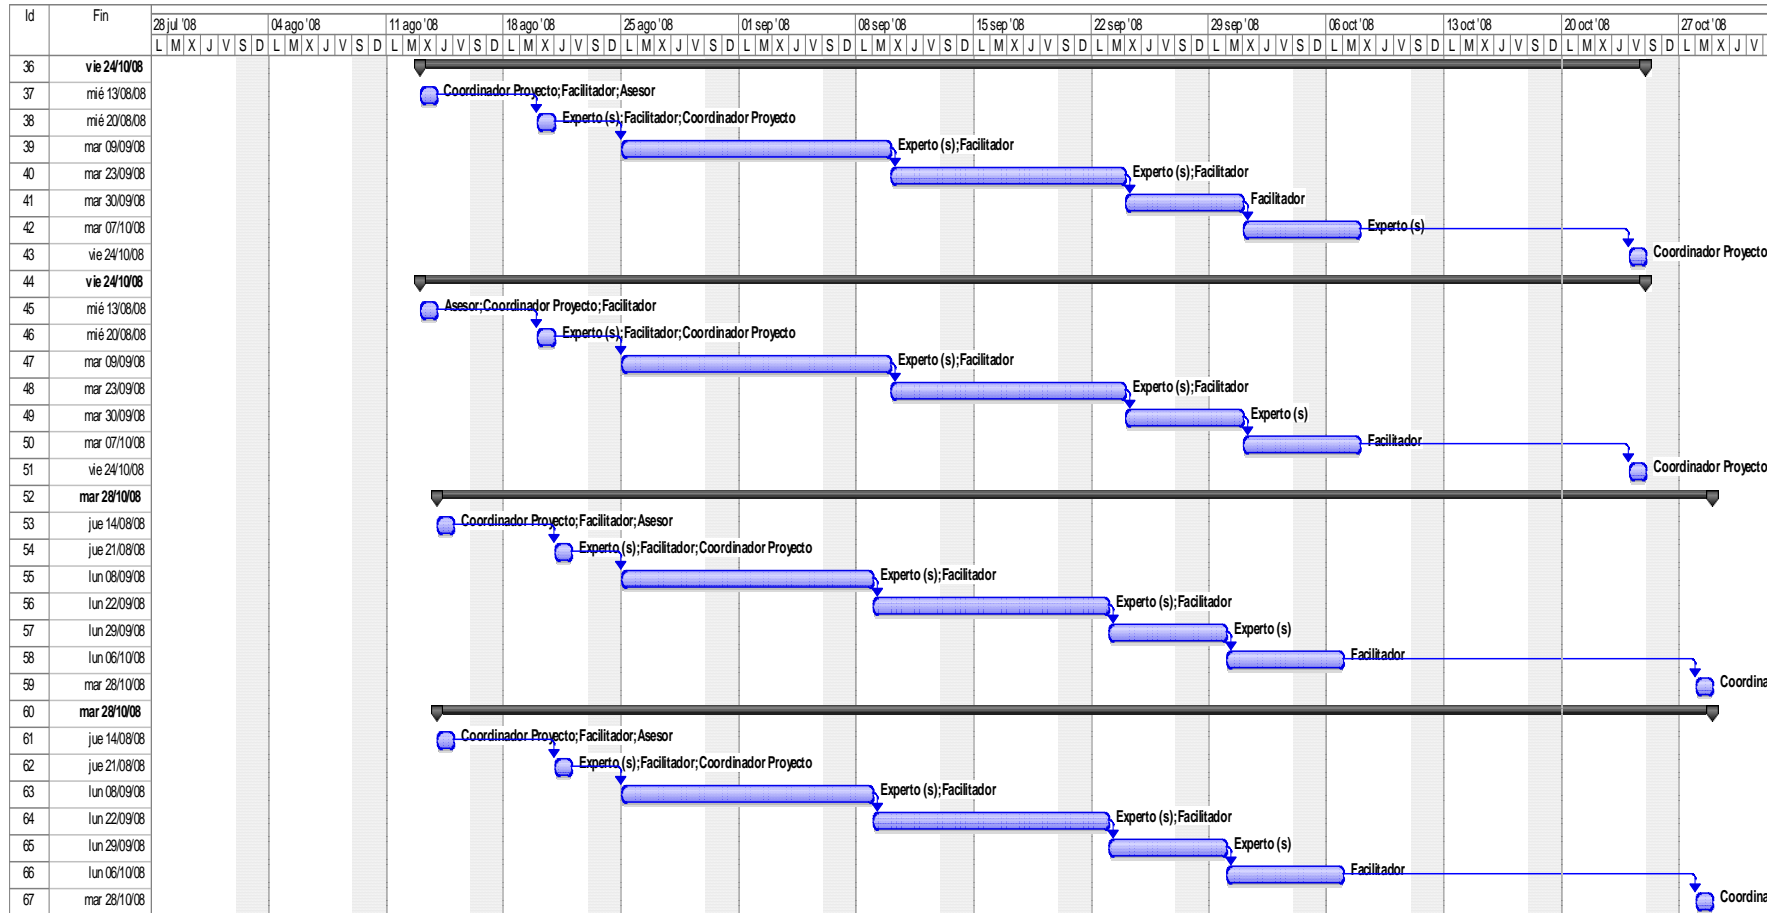 Id Fin 28 jul '08 04 ago '08 11 ago '08 18 ago '08 25 ago '08 01 sep '08 08 sep '08 15 sep '08 22 sep '08 29 sep '08 06 oct '08 13 oct '08 20 oct '08 27 oct '08
L M X J V S D L M X J V S D L M X J V S D L M X J V S D L M X J V S D L M X J V S D L M X J V S D L M X J V S D L M X J V S D L M X J V S D L M X J V S D L M X J V S D L M X J V S D L M X J V
36 vie 24/10/08
37 mié 13/08/08 Coordinador Proyecto;Facilitador;Asesor
38 mié 20/08/08 Experto (s);Facilitador;Coordinador Proyecto
39 mar 09/09/08 Experto (s);Facilitador
40 mar 23/09/08 Experto (s);Facilitador
41 mar 30/09/08 Facilitador
42 mar 07/10/08 Experto (s)
43 vie 24/10/08 Coordinador Proyecto
44 vie 24/10/08
45 mié 13/08/08 Asesor;Coordinador Proyecto;Facilitador
46 mié 20/08/08 Experto (s);Facilitador;Coordinador Proyecto
47 mar 09/09/08 Experto (s);Facilitador
48 mar 23/09/08 Experto (s);Facilitador
49 mar 30/09/08 Experto (s)
50 mar 07/10/08 Facilitador
51 vie 24/10/08 Coordinador Proyecto
52 mar 28/10/08
53 jue 14/08/08 Coordinador Proyecto;Facilitador;Asesor
54 jue 21/08/08 Experto (s);Facilitador;Coordinador Proyecto
55 lun 08/09/08 Experto (s);Facilitador
56 lun 22/09/08 Experto (s);Facilitador
57 lun 29/09/08 Experto (s)
58 lun 06/10/08 Facilitador
59 mar 28/10/08 Coordina
60 mar 28/10/08
61 jue 14/08/08 Coordinador Proyecto;Facilitador;Asesor
62 jue 21/08/08 Experto (s);Facilitador;Coordinador Proyecto
63 lun 08/09/08 Experto (s);Facilitador
64 lun 22/09/08 Experto (s);Facilitador
65 lun 29/09/08 Experto (s)
66 lun 06/10/08 Facilitador
67 mar 28/10/08 Coordina